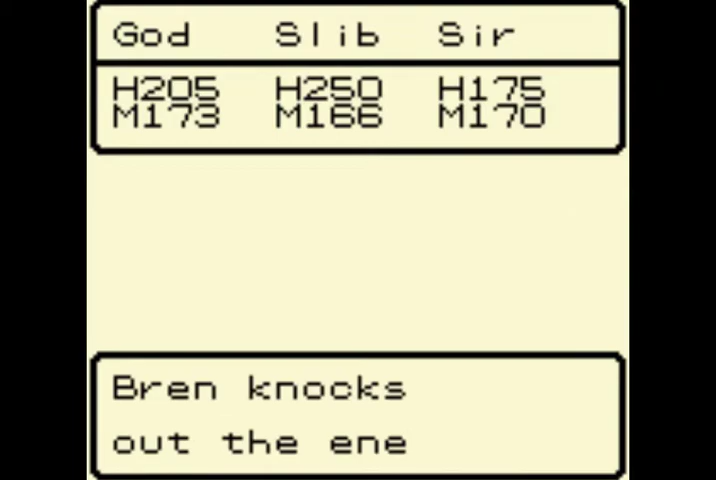 God Slib Sir
H205 H250 H175
M173 M166 M170
Bren knocks
out the ene